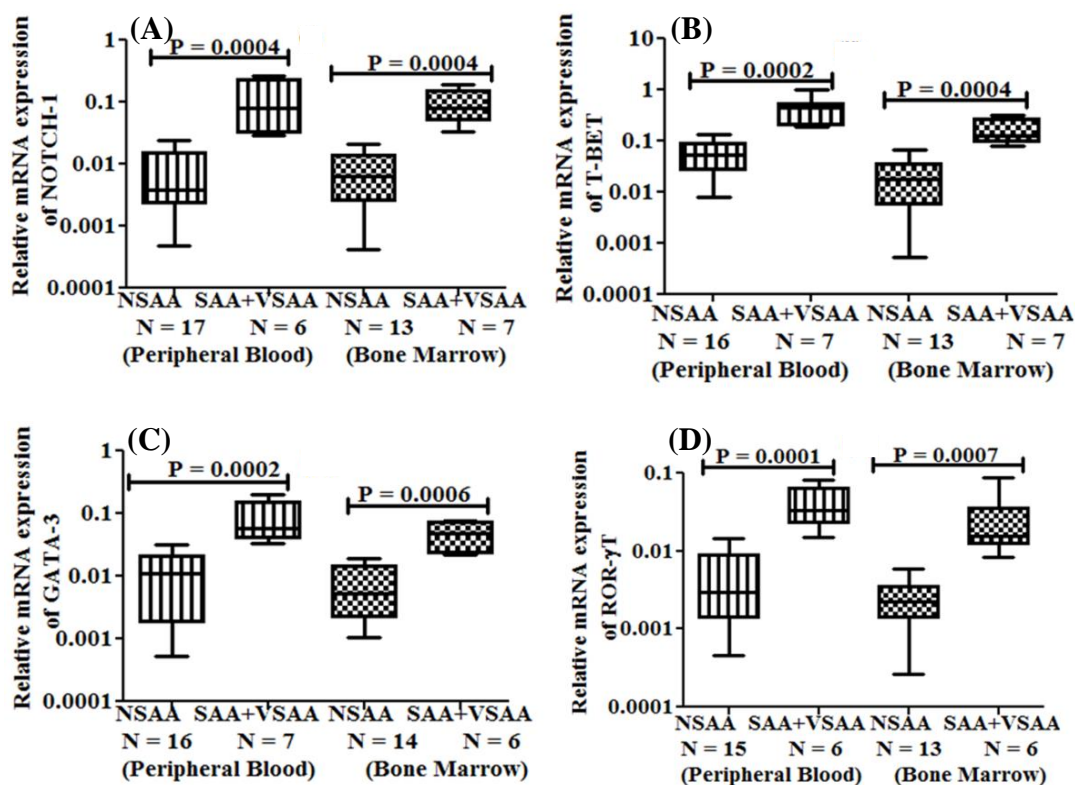 (A)
Relative mRNA expression
of NOTCH-1
1
0.1
0.01
0.001
0.0001
P = 0.0004
P = 0.0004
NSAA SAA+VSAA NSAA SAA+VSAA
N = 17 N = 6 N = 13 N = 7
(Peripheral Blood) (Bone Marrow)
(B)
Relative mRNA expression
of T-BET
10
1
0.1
0.01
0.001
0.0001
P = 0.0002
P = 0.0004
NSAA SAA+VSAA NSAA SAA+VSAA
N = 16 N = 7 N = 13 N = 7
(Peripheral Blood) (Bone Marrow)
(C)
Relative mRNA expression
of GATA-3
1
0.1
0.01
0.001
0.0001
P = 0.0002
P = 0.0006
NSAA SAA+VSAA NSAA SAA+VSAA
N = 16 N = 7 N = 14 N = 6
(Peripheral Blood) (Bone Marrow)
(D)
Relative mRNA expression
of ROR-γT
0.1
0.01
0.001
0.0001
P = 0.0001
P = 0.0007
NSAA SAA+VSAA NSAA SAA+VSAA
N = 15 N = 6 N = 13 N = 6
(Peripheral Blood) (Bone Marrow)